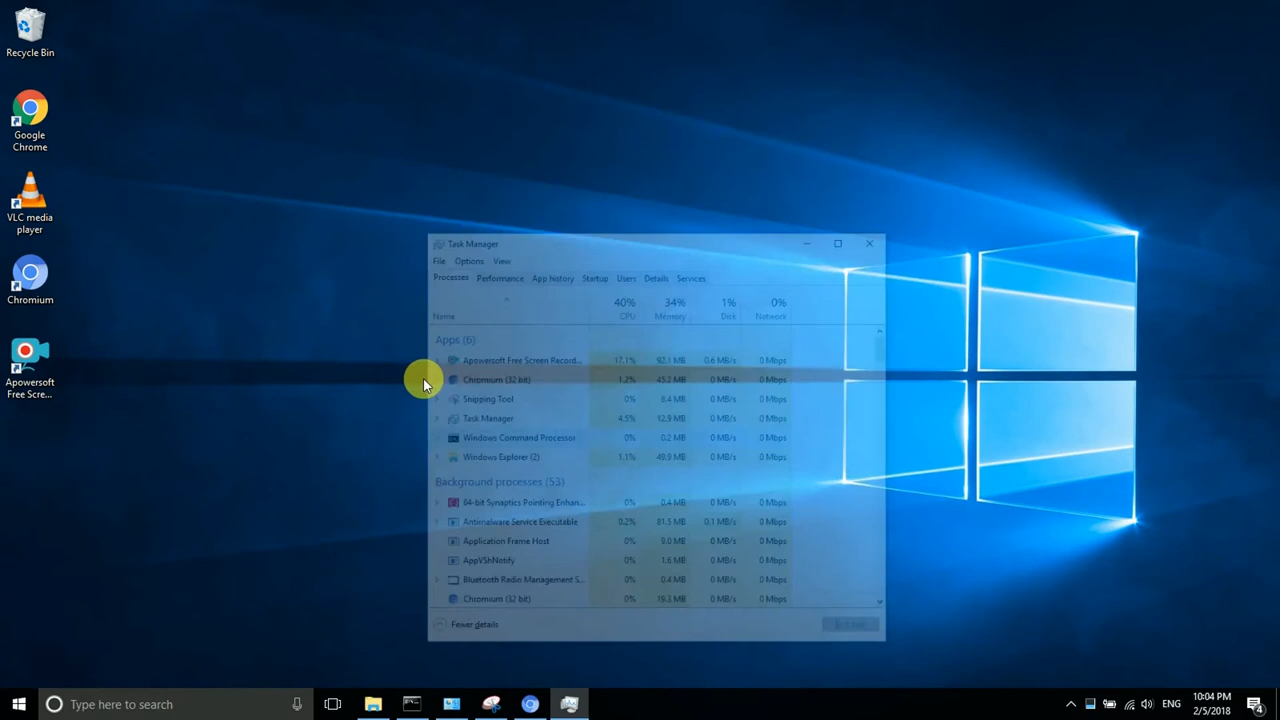 Recycle Bin
Google
Chrome
VLC media
player
Chromium
Apowersoft
Free Scre...
Task Manager
File Options View
Processes Performance App history Startup Users Details Services
40% 34% 1% 0%
Name CPU Memory Disk Network
Apps (6)
Apowersoft Free Screen Record... 17.1% 92.1 MB 0.6 MB/s 0 Mbps
Chromium (32 bit) 1.2% 45.2 MB 0 MB/s 0 Mbps
Snipping Tool 0% 8.4 MB 0 MB/s 0 Mbps
Task Manager 4.5% 12.9 MB 0 MB/s 0 Mbps
Windows Command Processor 0% 0.2 MB 0 MB/s 0 Mbps
Windows Explorer (2) 1.1% 49.9 MB 0 MB/s 0 Mbps
Background processes (53)
64-bit Synaptics Pointing Enhan... 0% 0.4 MB 0 MB/s 0 Mbps
Antimalware Service Executable 0.2% 81.5 MB 0.1 MB/s 0 Mbps
Application Frame Host 0% 9.0 MB 0 MB/s 0 Mbps
AppVShNotify 0% 1.6 MB 0 MB/s 0 Mbps
Bluetooth Radio Management S... 0% 0.4 MB 0 MB/s 0 Mbps
Chromium (32 bit) 0% 19.3 MB 0 MB/s 0 Mbps
Fewer details
Type here to search
ENG
10:04 PM
2/5/2018
4